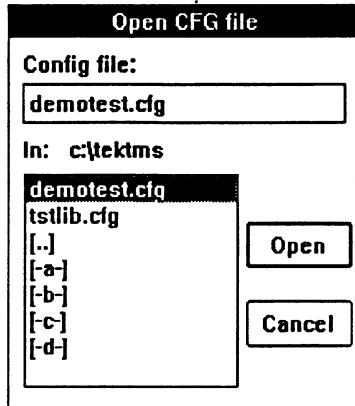 Open CFG file
Config file:
demotest.cfg
In: c:\tektms
demotest.cfg
tstlib.cfg
[..]
[-a-]
[-b-]
[-c-]
[-d-]
Open
Cancel